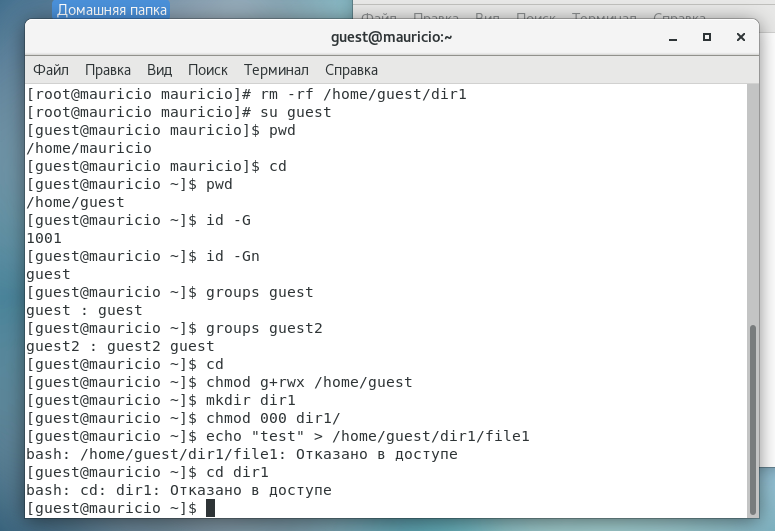 Домашняя папка
Файл Правка Вид Поиск Терминал Справка
guest@mauricio:~
Файл Правка Вид Поиск Терминал Справка
[root@mauricio mauricio]# rm -rf /home/guest/dir1
[root@mauricio mauricio]# su guest
[guest@mauricio mauricio]$ pwd
/home/mauricio
[guest@mauricio mauricio]$ cd
[guest@mauricio ~]$ pwd
/home/guest
[guest@mauricio ~]$ id -G
1001
[guest@mauricio ~]$ id -Gn
guest
[guest@mauricio ~]$ groups guest
guest : guest
[guest@mauricio ~]$ groups guest2
guest2 : guest2 guest
[guest@mauricio ~]$ cd
[guest@mauricio ~]$ chmod g+rwx /home/guest
[guest@mauricio ~]$ mkdir dir1
[guest@mauricio ~]$ chmod 000 dir1/
[guest@mauricio ~]$ echo "test" > /home/guest/dir1/file1
bash: /home/guest/dir1/file1: Отказано в доступе
[guest@mauricio ~]$ cd dir1
bash: cd: dir1: Отказано в доступе
[guest@mauricio ~]$